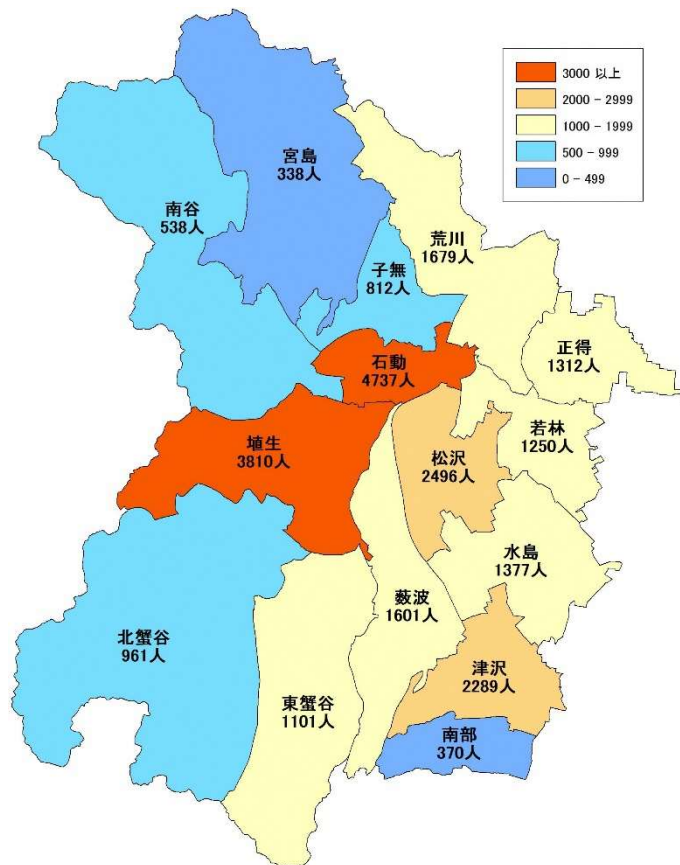 3000 以上
2000 - 2999
1000 - 1999
500 - 999
0 - 499
宮島
338人
南谷
538人
荒川
1679人
子撫
812人
石動
4737人
正得
1312人
埴生
3810人
松沢
2496人
若林
1250人
水島
1377人
薮波
1601人
北蟹谷
961人
東蟹谷
1101人
津沢
2289人
南部
370人